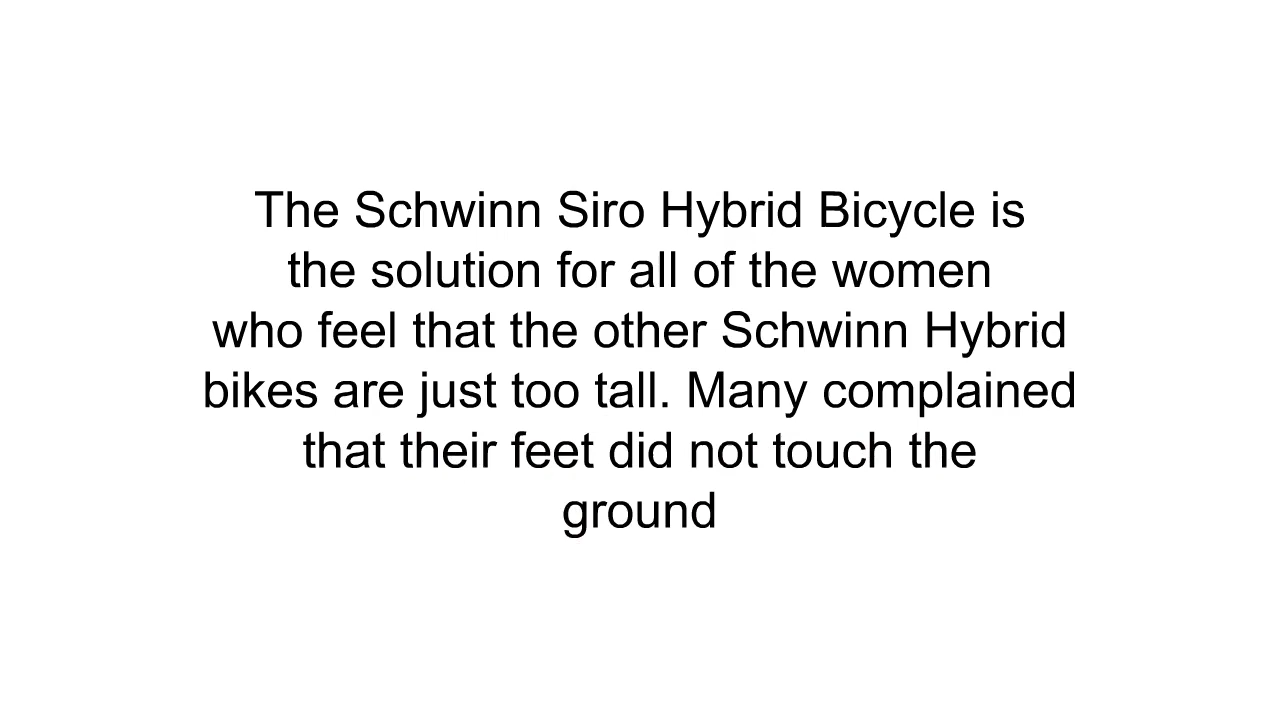 The Schwinn Siro Hybrid Bicycle is
the solution for all of the women
who feel that the other Schwinn Hybrid
bikes are just too tall. Many complained
that their feet did not touch the
ground